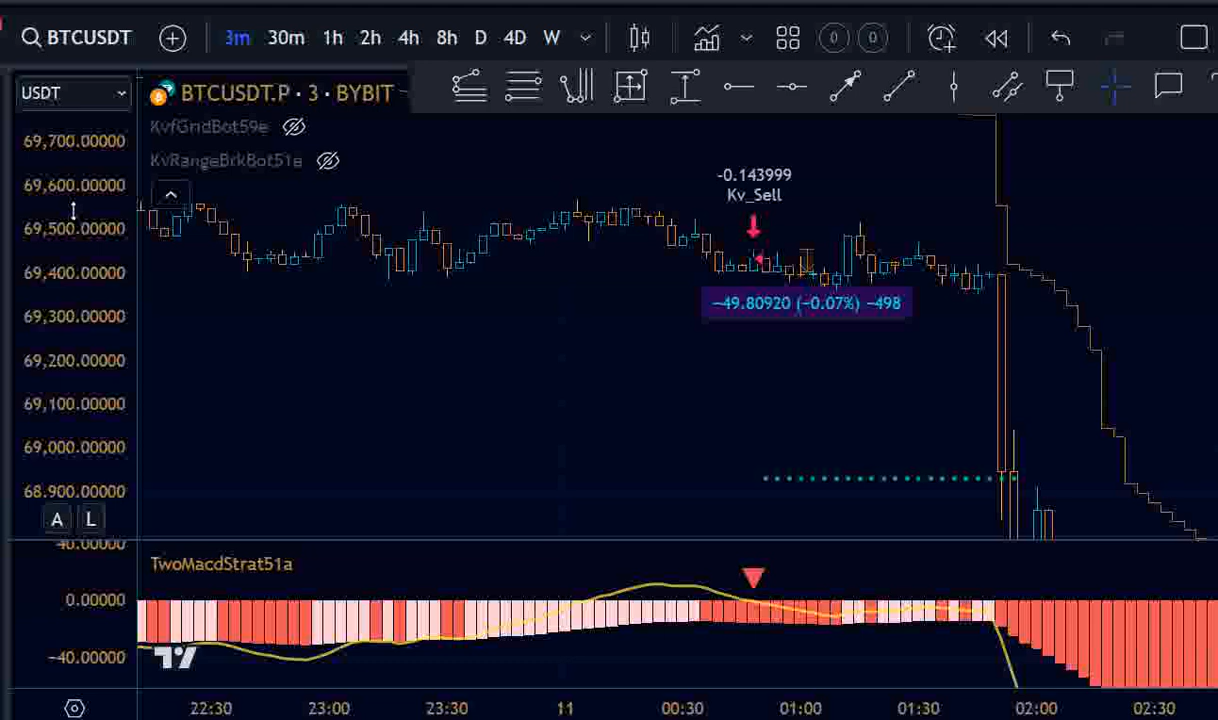 BTCUSDT 3m 30m 1h 2h 4h 8h D 4D W 0 0
USDT
BTCUSDT.P · 3 · BYBIT
KvfGridBot59e
KvRangeBrkBot51e
69,700.00000
69,600.00000
69,500.00000
69,400.00000
69,300.00000
69,200.00000
69,100.00000
69,000.00000
68.900.00000
-0.143999
Kv_Sell
−49.80920 (−0.07%) −498
A L
40.00000
0.00000
−40.00000
TwoMacdStrat51a
22:30 23:00 23:30 11 00:30 01:00 01:30 02:00 02:30